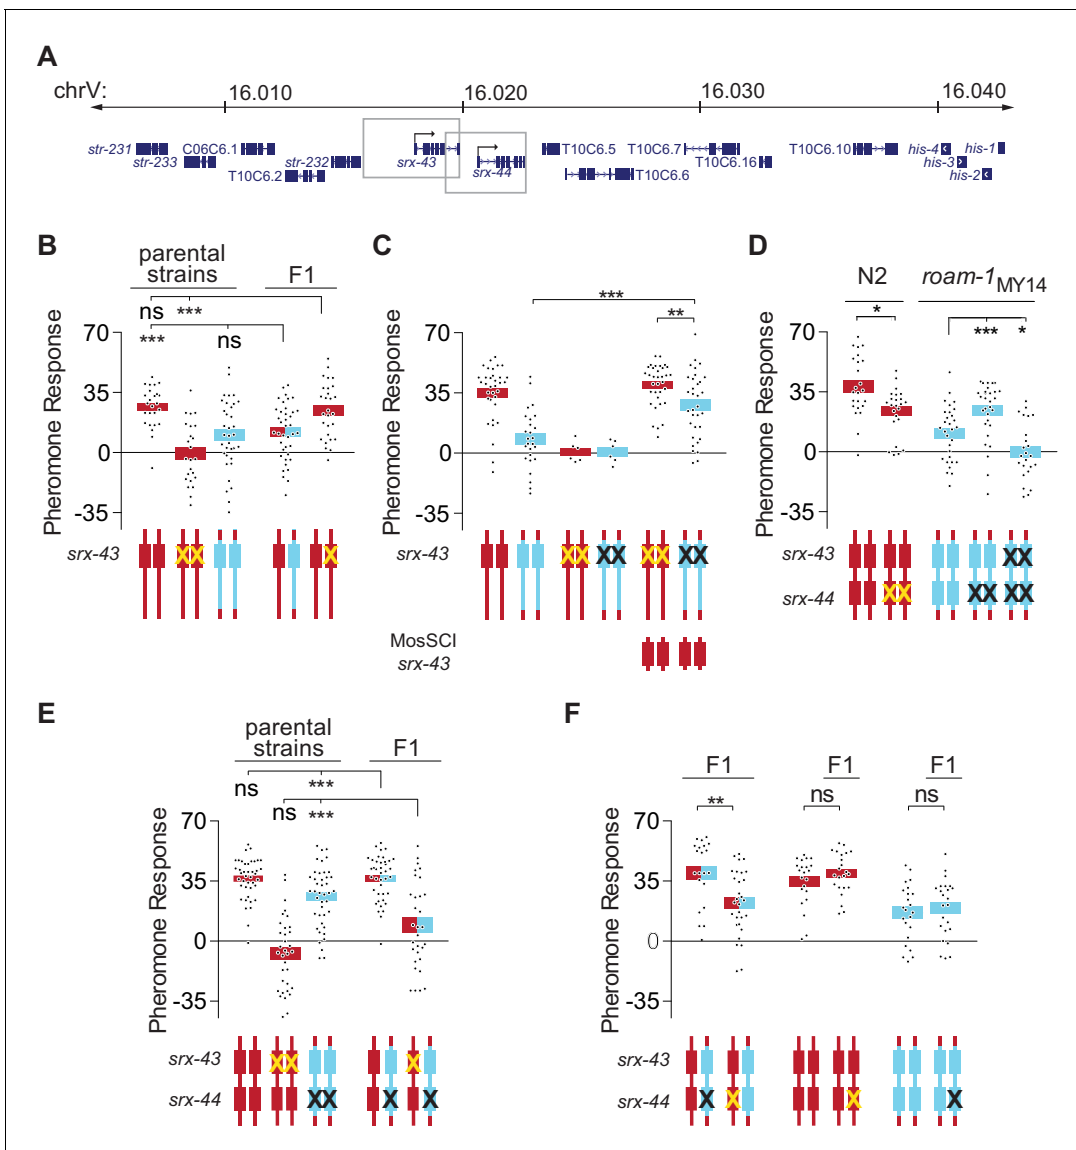 A
chrV:
16.010 16.020 16.030 16.040
str-231 C06C6.1 srx-43 T10C6.5 T10C6.7 T10C6.10 his-4 his-1
str-233 str-232 srx-44 T10C6.16 his-3
T10C6.2 T10C6.6 his-2
B
parental
strains
F1
ns *** 
*** ns
Pheromone Response
70
35
0
-35
srx-43
C
***
**
Pheromone Response
70
35
0
-35
srx-43
X X X X X X X X
MosSCI
srx-43
D
N2 roam-1MY14
* *** *
Pheromone Response
70
35
0
-35
srx-43
srx-44
E
parental
strains
F1
ns ***
ns ***
Pheromone Response
70
35
0
-35
srx-43
srx-44
F
F1 F1 F1
** ns ns
Pheromone Response
70
35
0
-35
srx-43
srx-44